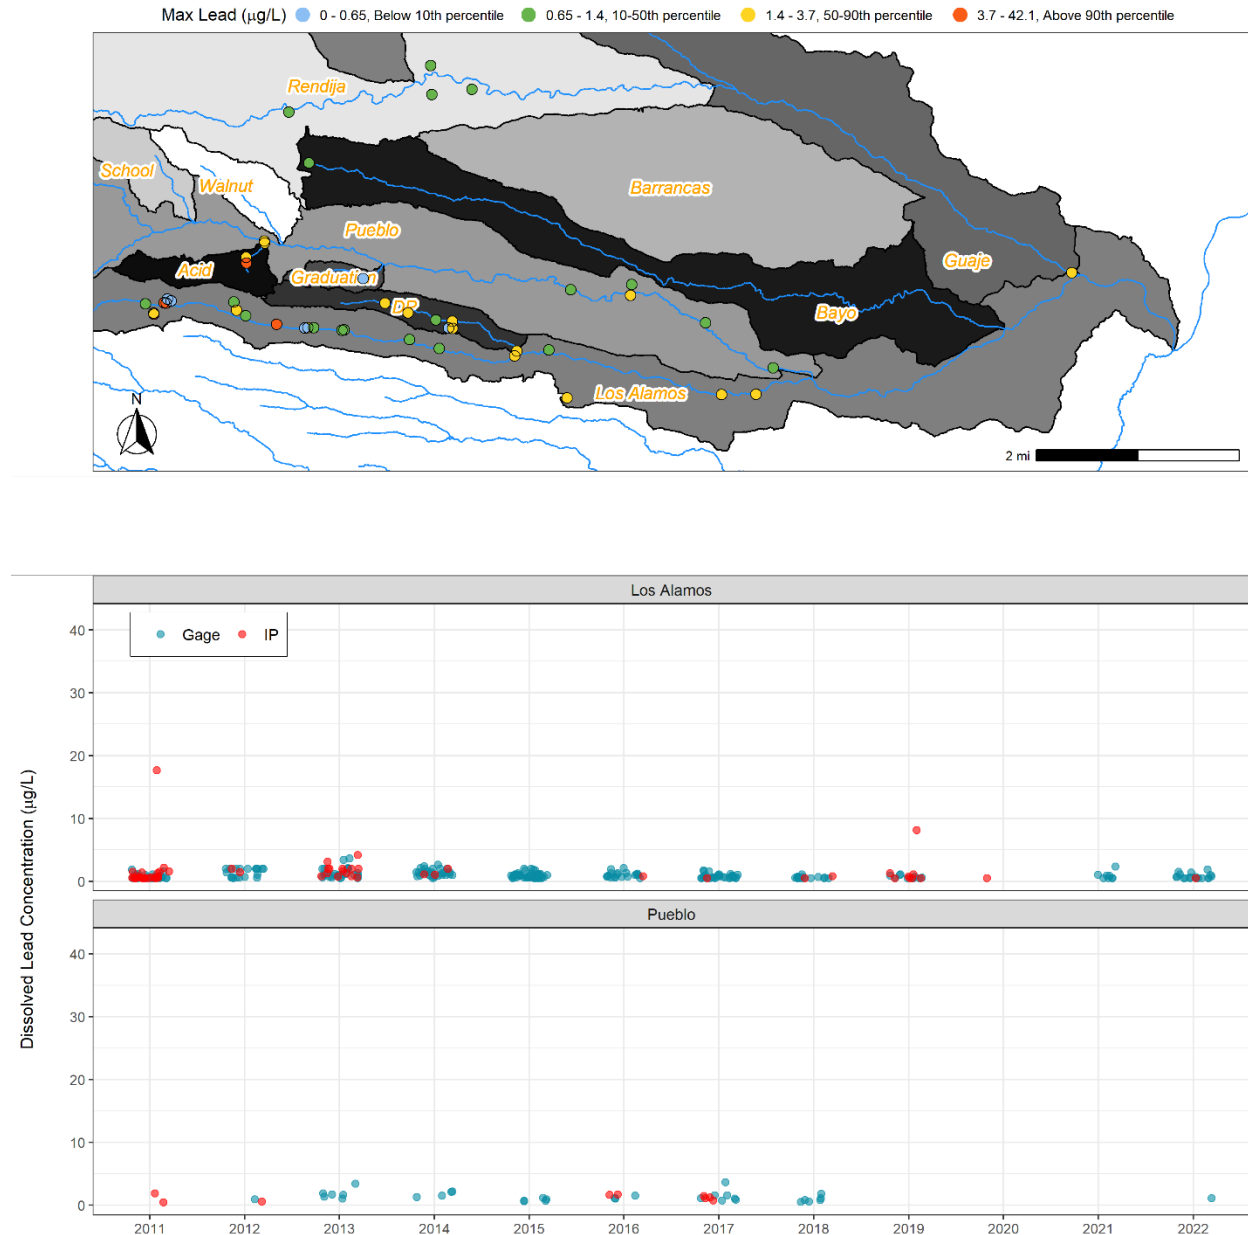 Max Lead (µg/L) 0 - 0.65, Below 10th percentile 0.65 - 1.4, 10-50th percentile 1.4 - 3.7, 50-90th percentile 3.7 - 42.1, Above 90th percentile
Rendija
School
Walnut
Barrancas
Pueblo
Guaje
Acid
Graduation
DP
Bayo
Los Alamos
N
2 mi
Los Alamos
Gage IP
40
30
20
10
0
Pueblo
40
30
20
10
0
Dissolved Lead Concentration (µg/L)
2011 2012 2013 2014 2015 2016 2017 2018 2019 2020 2021 2022